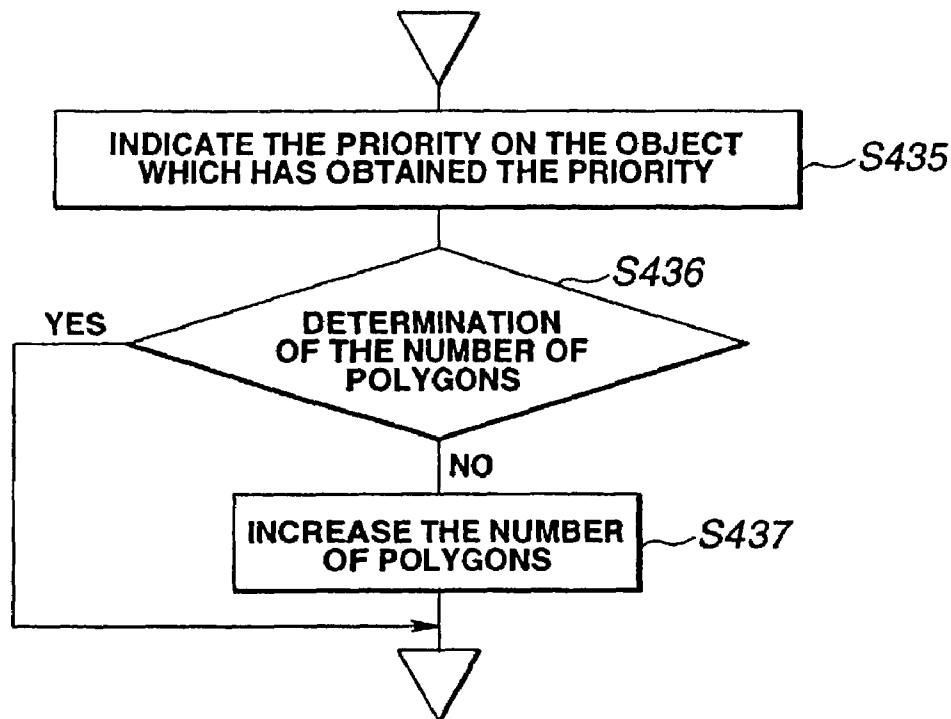 INDICATE THE PRIORITY ON THE OBJECT
WHICH HAS OBTAINED THE PRIORITY
S435
S436
YES
DETERMINATION
OF THE NUMBER OF
POLYGONS
NO
INCREASE THE NUMBER
OF POLYGONS
S437